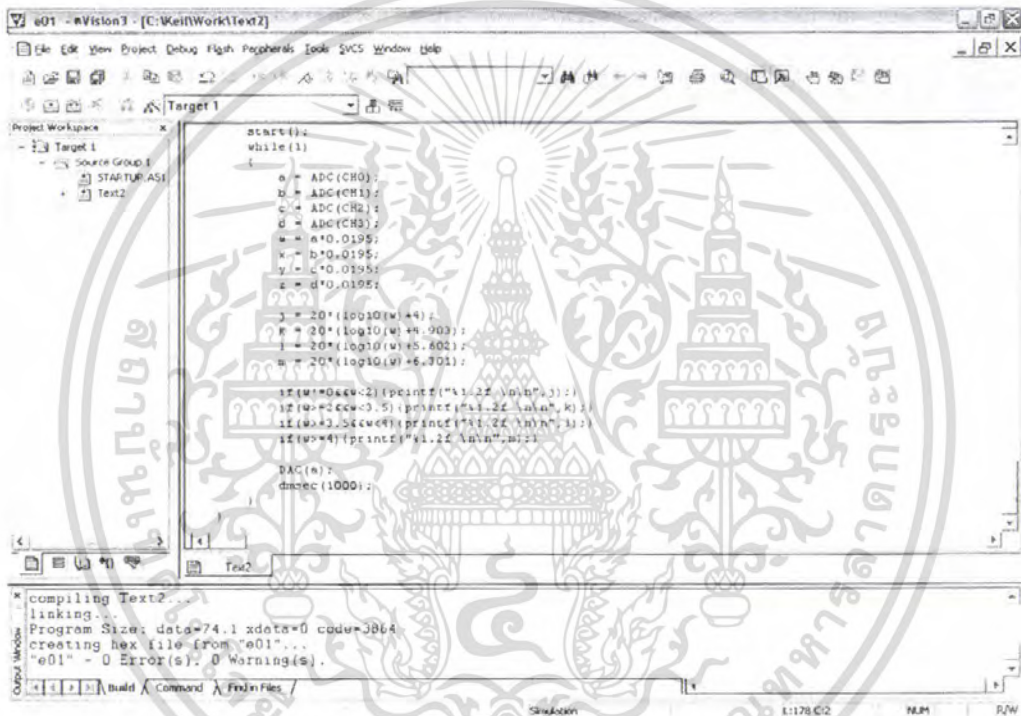 e01 - µVision3 - [C:\Keil\Work\Text2]
File Edit View Project Debug Flash Peripherals Tools SVCS Window Help
Target 1
Project Workspace
Target 1
Source Group 1
STARTUP.A51
Text2
start();
while(1)
{
a = ADC(CH0);
b = ADC(CH1);
c = ADC(CH2);
d = ADC(CH3);
w = a*0.0195;
x = b*0.0195;
y = c*0.0195;
z = d*0.0195;
j = 20*(log10(w)+4);
k = 20*(log10(w)+4.903);
l = 20*(log10(w)+5.602);
m = 20*(log10(w)+6.301);
if(w!=0&&w<2){printf("%1.2f \n\n",j);}
if(w>=2&&w<3.5){printf("%1.2f \n\n",k);}
if(w>=3.5&&w<4){printf("%1.2f \n\n",l);}
if(w>=4){printf("%1.2f \n\n",m);}
DAC(a);
dmsec(1000);
}
}
Text2
compiling Text2...
linking...
Program Size: data=74.1 xdata=0 code=3864
creating hex file from "e01"...
"e01" - 0 Error(s), 0 Warning(s).
Output Window
Build Command Find in Files
Simulation L:178 C:2 NUM R/W